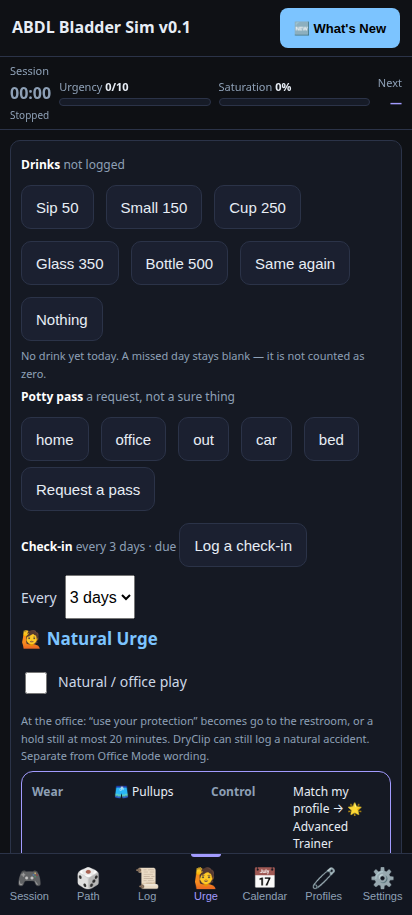 ABDL Bladder Sim v0.1
🆕 What's New
Session
00:00
Stopped
Urgency 0/10
Saturation 0%
Next
—
Drinks not logged
Sip 50
Small 150
Cup 250
Glass 350
Bottle 500
Same again
Nothing
No drink yet today. A missed day stays blank — it is not counted as
zero.
Potty pass a request, not a sure thing
home
office
out
car
bed
Request a pass
Check-in every 3 days · due
Log a check-in
Every 3 days
🙋 Natural Urge
Natural / office play
At the office: “use your protection” becomes go to the restroom, or a
hold still at most 20 minutes. DryClip can still log a natural accident.
Separate from Office Mode wording.
Wear
🩳 Pullups
Control
Match my
profile → 🌟
Advanced
Trainer
Session
Path
Log
Urge
Calendar
Profiles
Settings